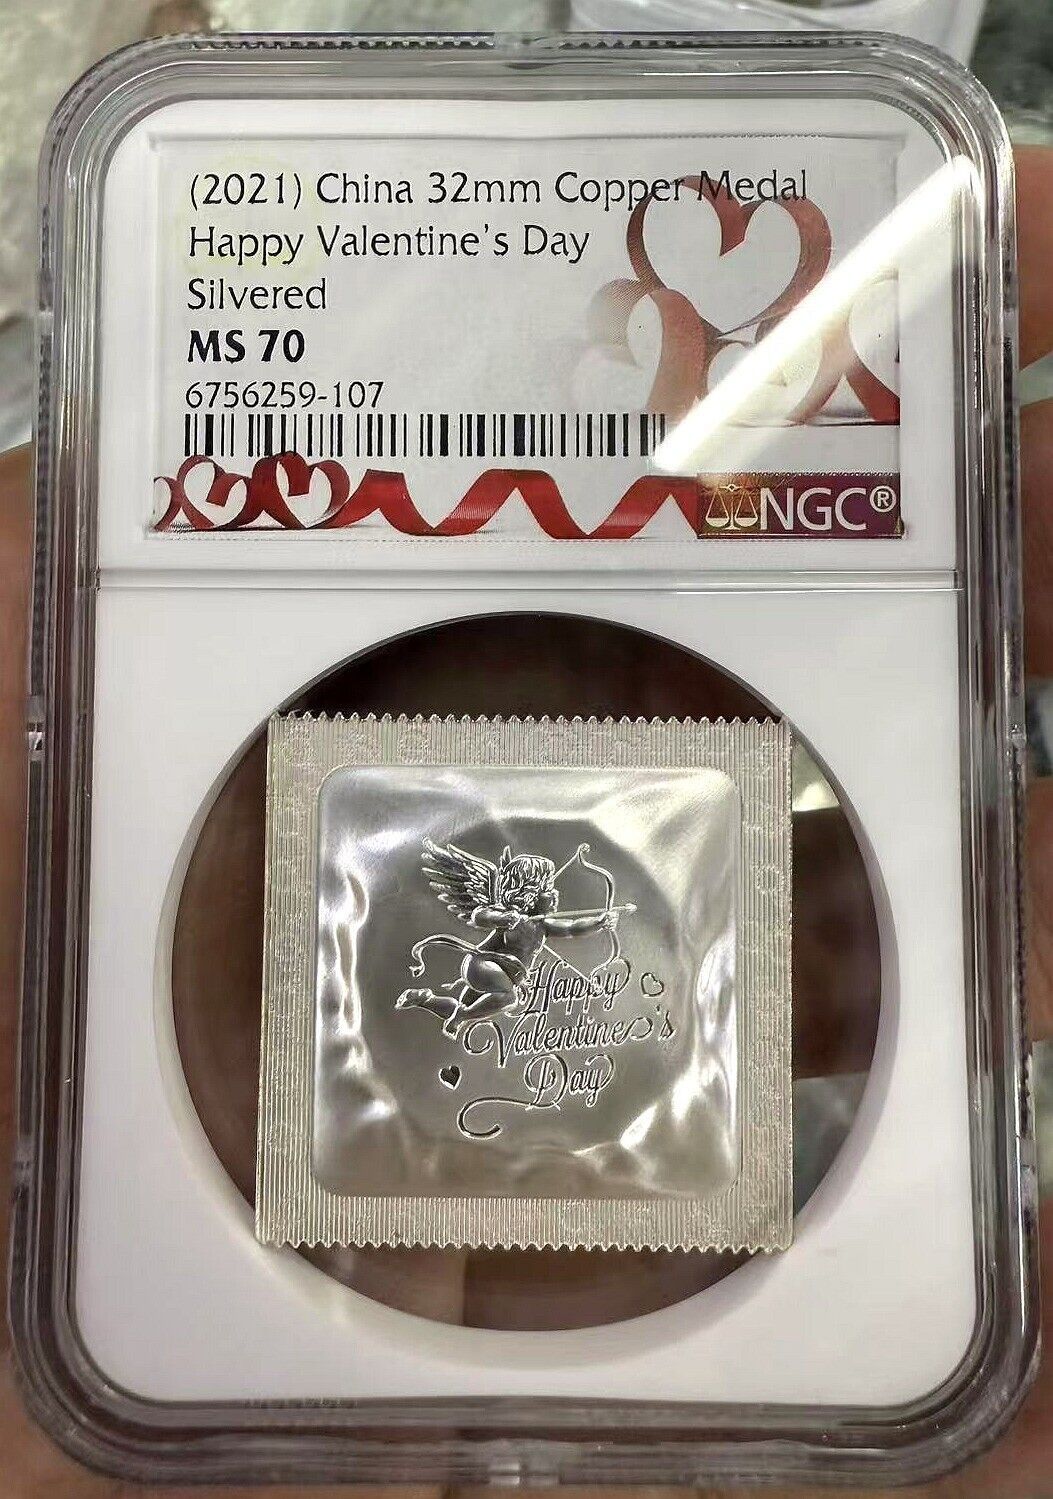 (2021) China 32mm Copper Medal
Happy Valentine's Day
Silvered
MS 70
6756259-107
NGC®
Happy
Valentine's
Day